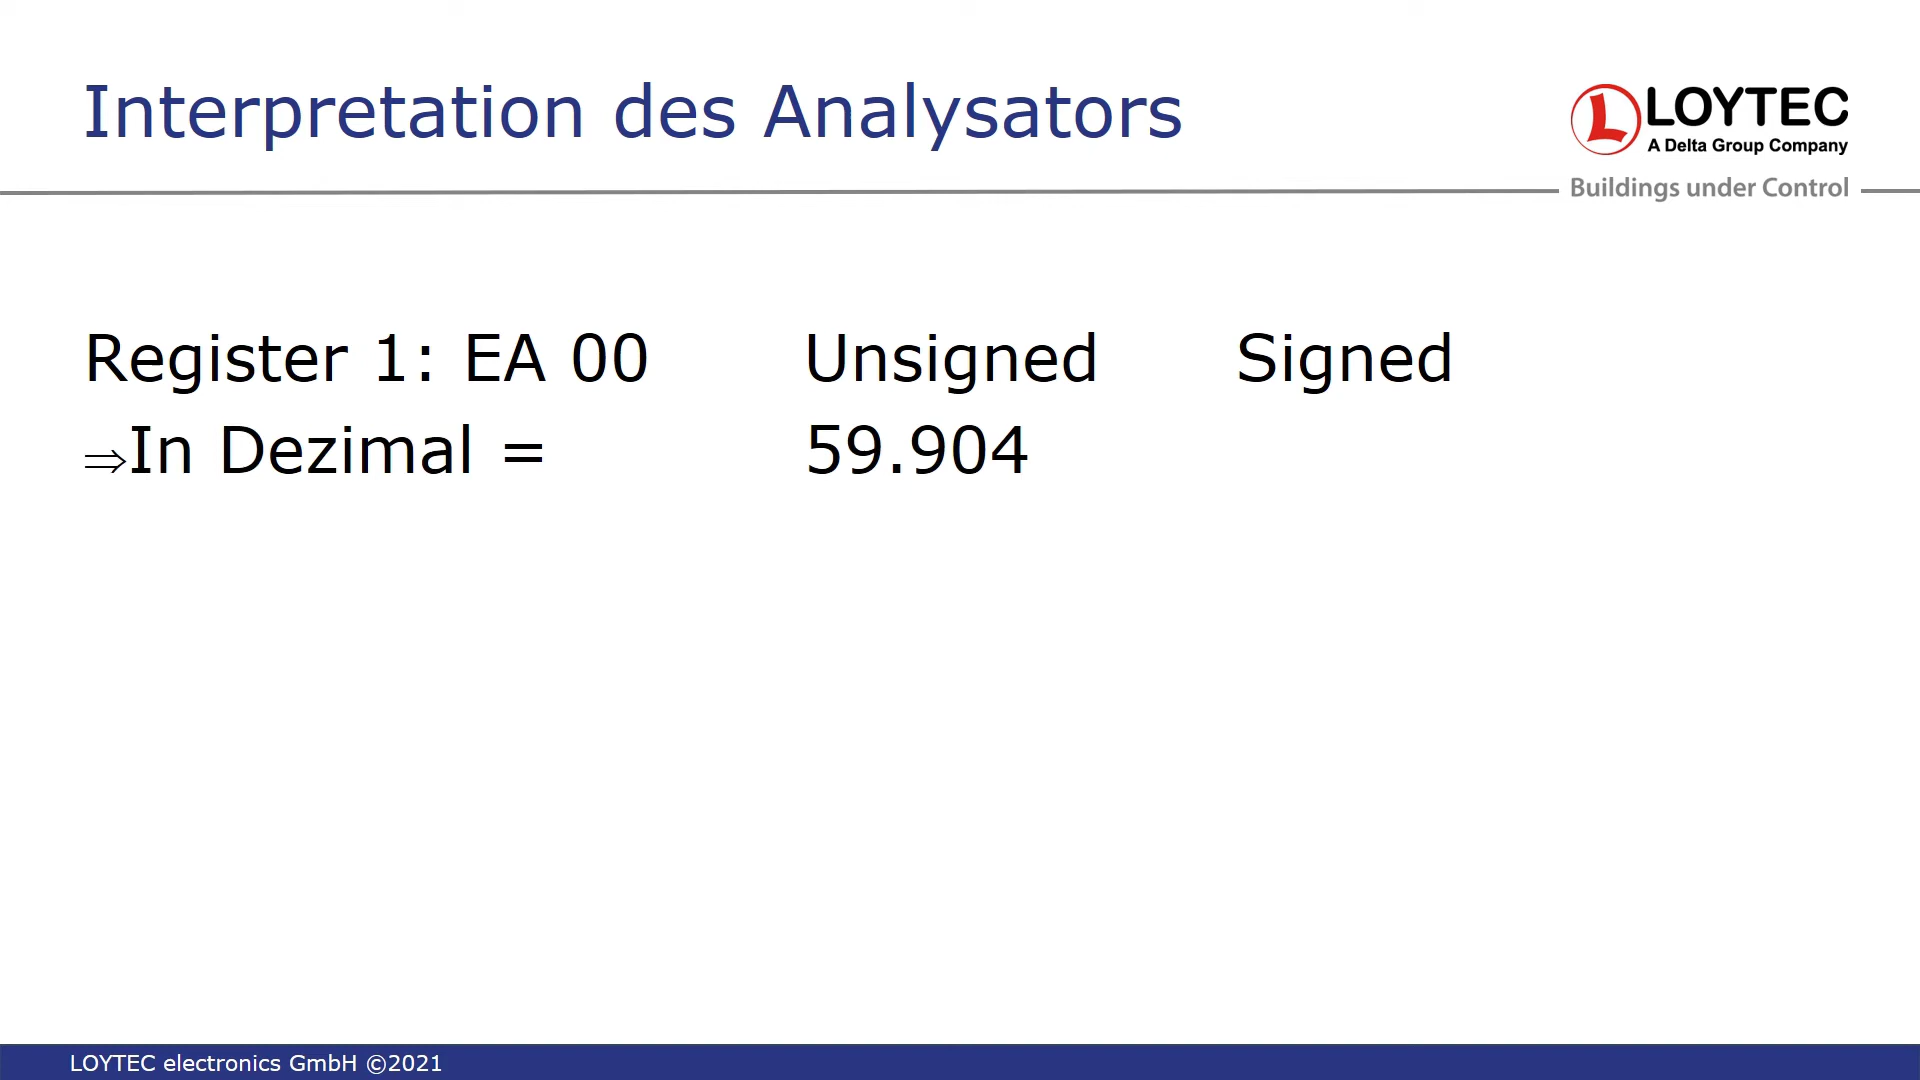 Interpretation des Analysators
LOYTEC
A Delta Group Company
Buildings under Control
Register 1: EA 00 Unsigned Signed
⇒In Dezimal = 59.904
LOYTEC electronics GmbH ©2021